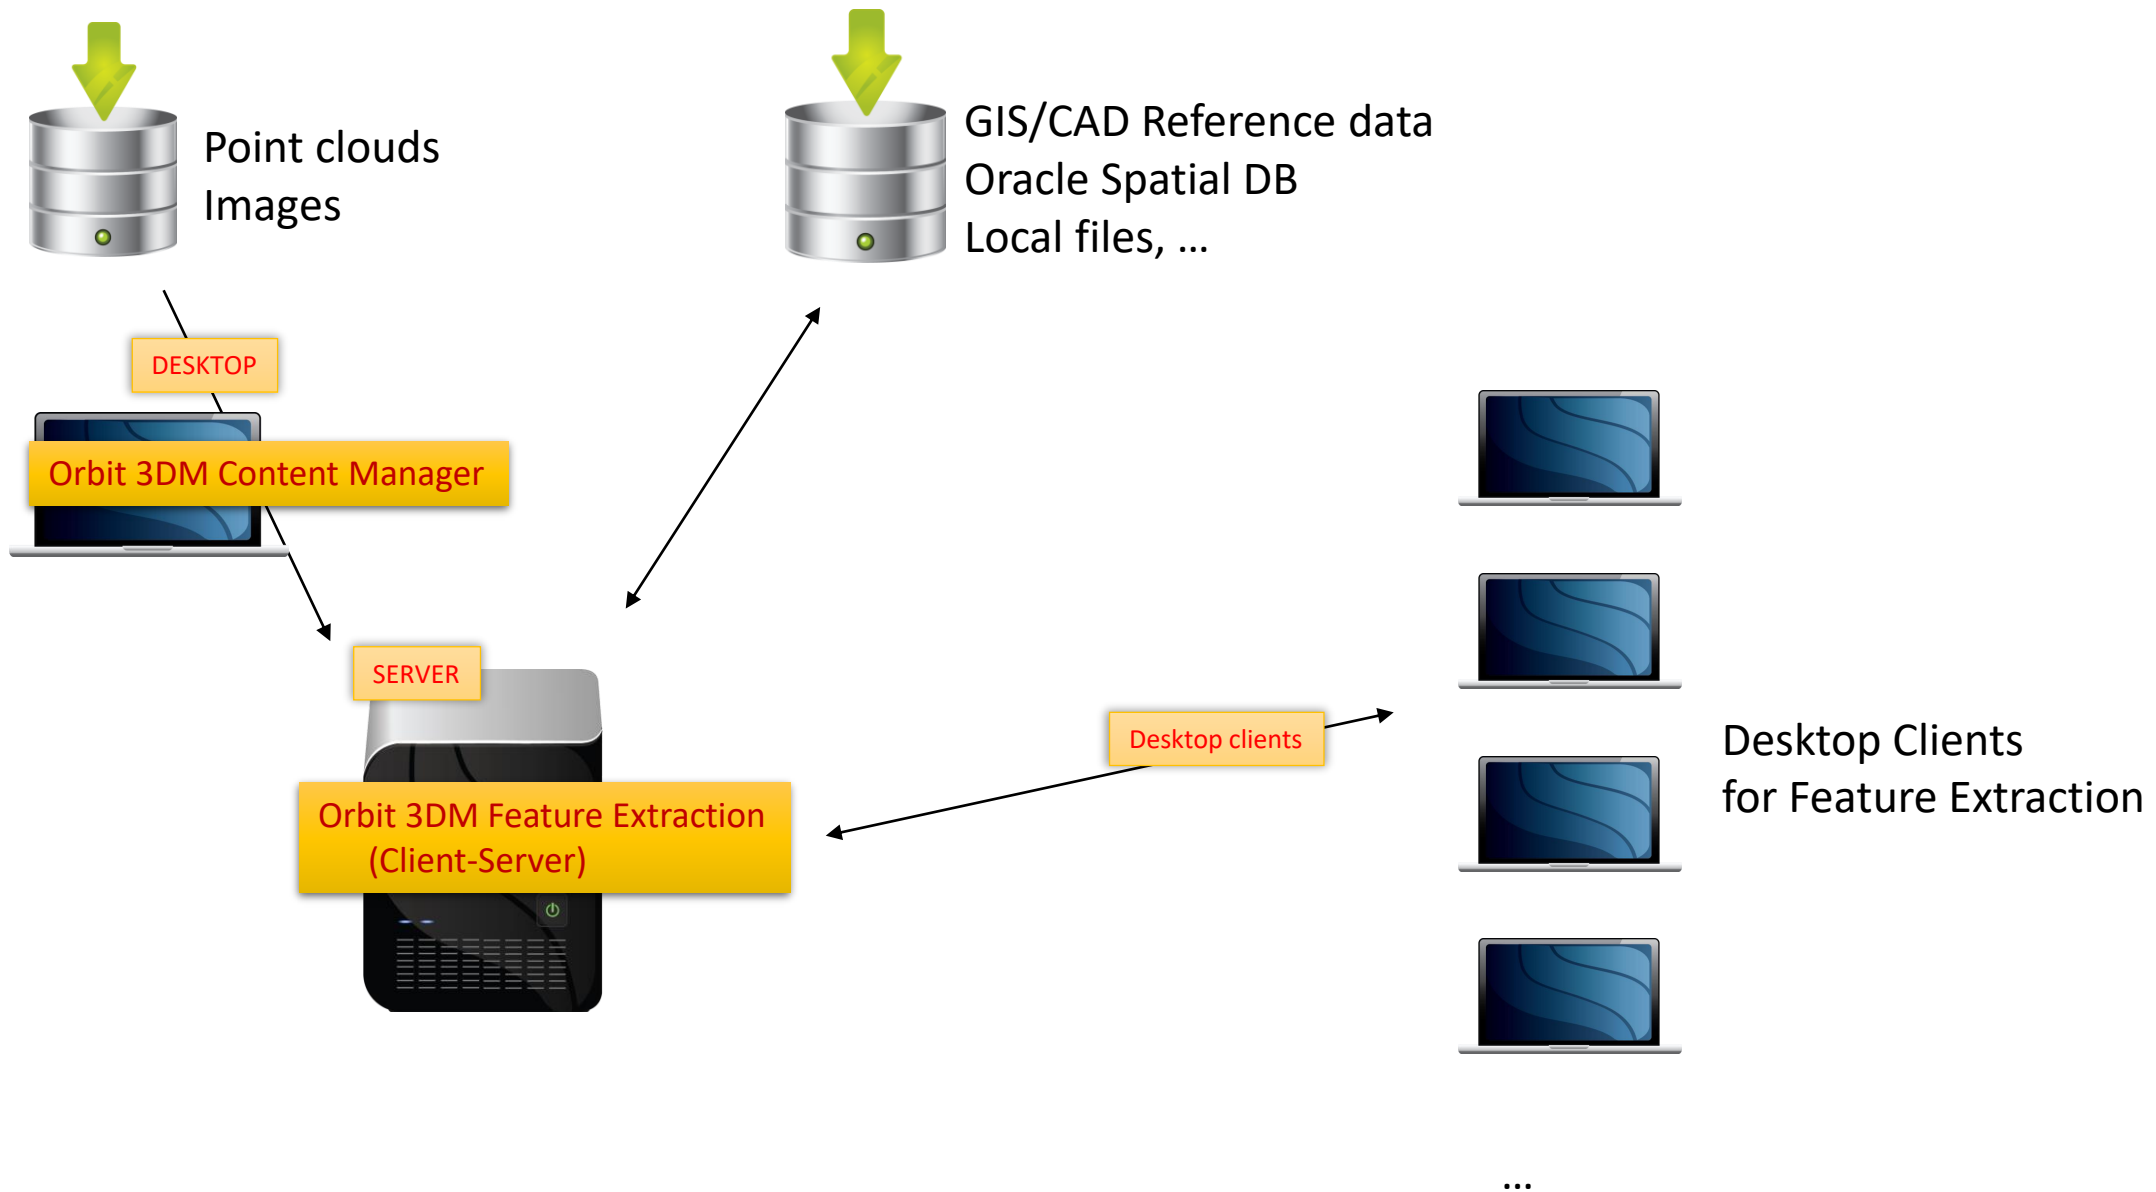 Point clouds
Images
GIS/CAD Reference data
Oracle Spatial DB
Local files, ...
DESKTOP
Orbit 3DM Content Manager
SERVER
Orbit 3DM Feature Extraction
(Client-Server)
Desktop clients
Desktop Clients
for Feature Extraction
...